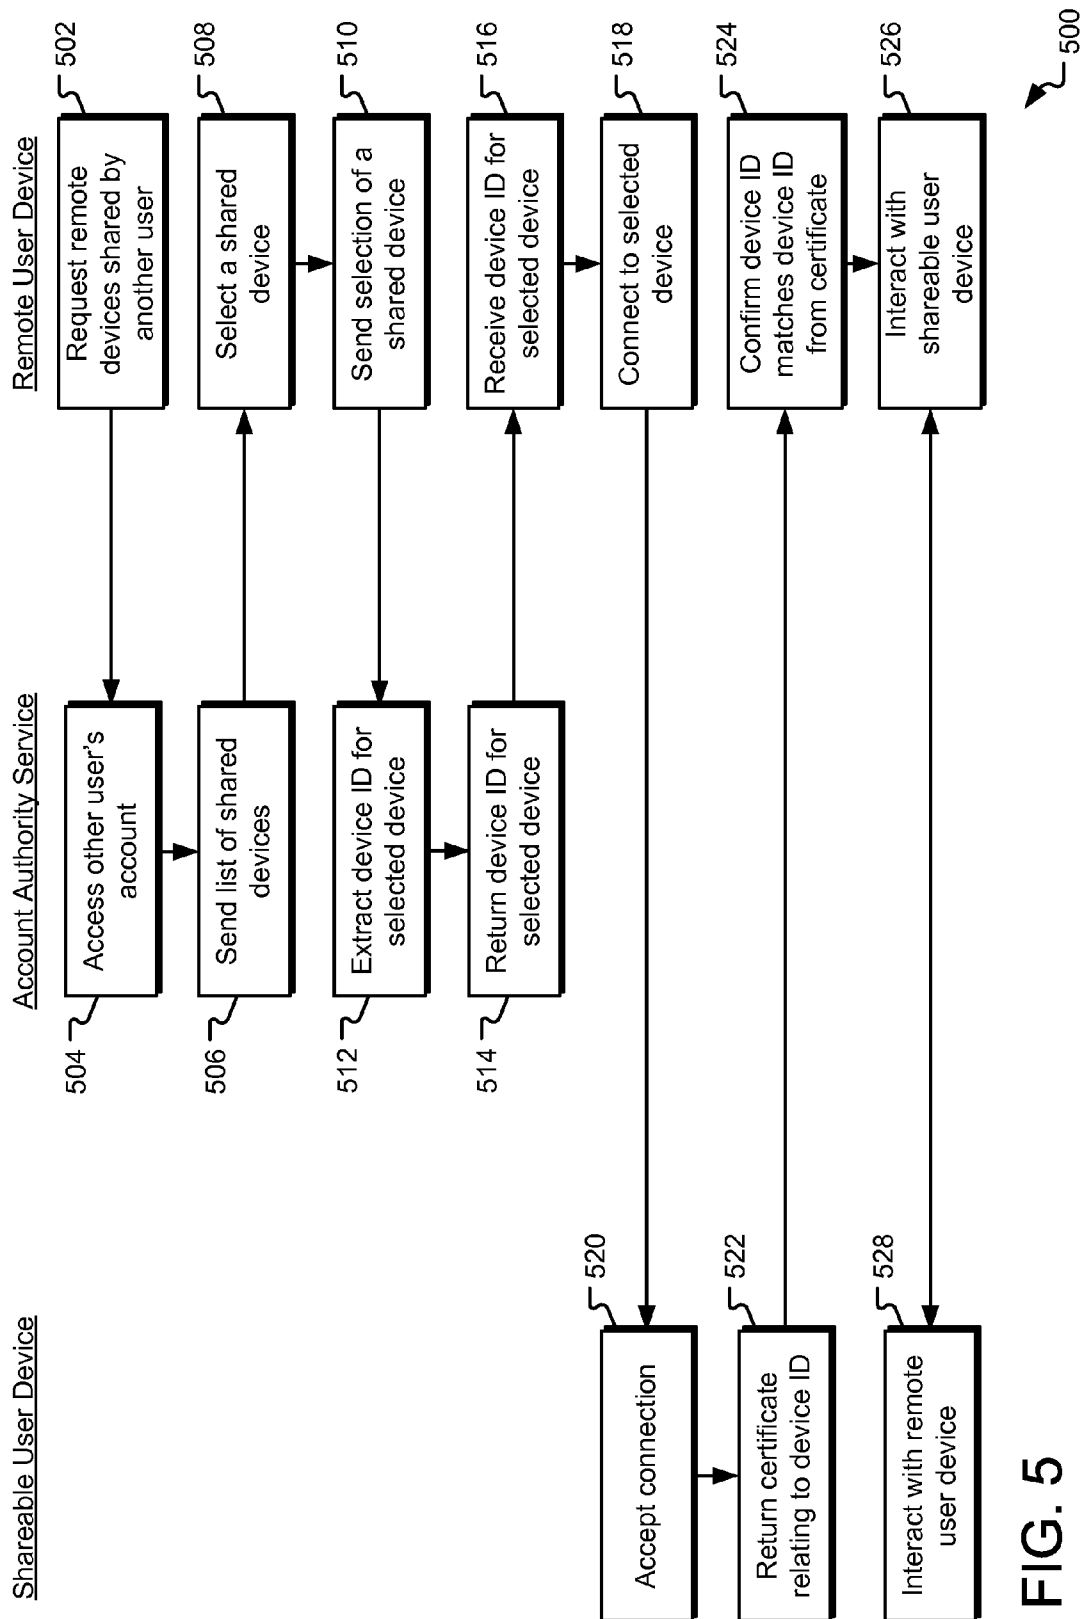 Shareable User Device
Account Authority Service
Remote User Device
504
Access other user's
account
Request remote
devices shared by
another user
502
506
Send list of shared
devices
Select a shared
device
508
512
Extract device ID for
selected device
Send selection of a
shared device
510
514
Return device ID for
selected device
Receive device ID for
selected device
516
Accept connection
520
Connect to selected
device
518
Return certificate
relating to device ID
522
Confirm device ID
matches device ID
from certificate
524
Interact with remote
user device
528
Interact with
shareable user
device
526
FIG. 5
500